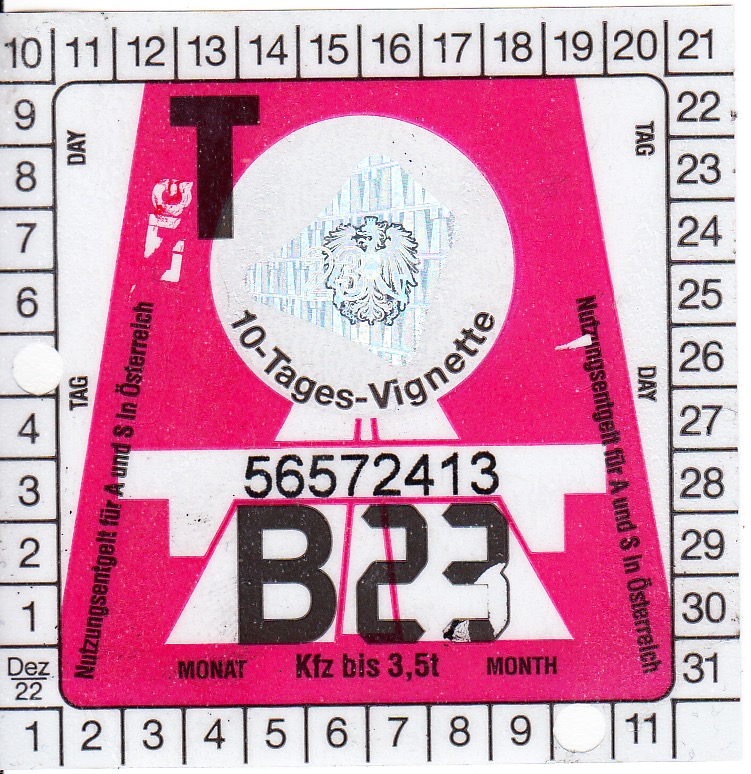 10 11 12 13 14 15 16 17 18 19 20 21
9 22
8 23
7 24
6 25
26
4 27
3 28
2 29
1 30
Dez
22
31
1 2 3 4 5 6 7 8 9 11
DAY
TAG
T
10-Tages-Vignette
TAG
DAY
Nutzungsentgelt für A und S in Österreich
Nutzungsentgelt für A und S in Österreich
56572413
B23
MONAT Kfz bis 3,5t MONTH